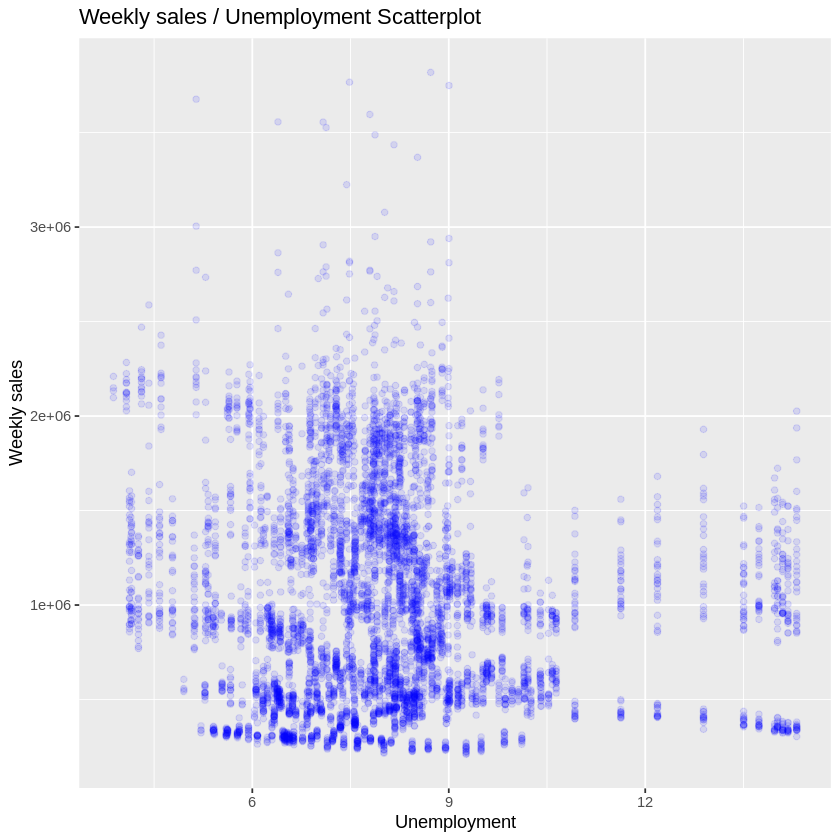 Weekly sales / Unemployment Scatterplot
3e+06
2e+06
1e+06
Weekly sales
6 9 12
Unemployment